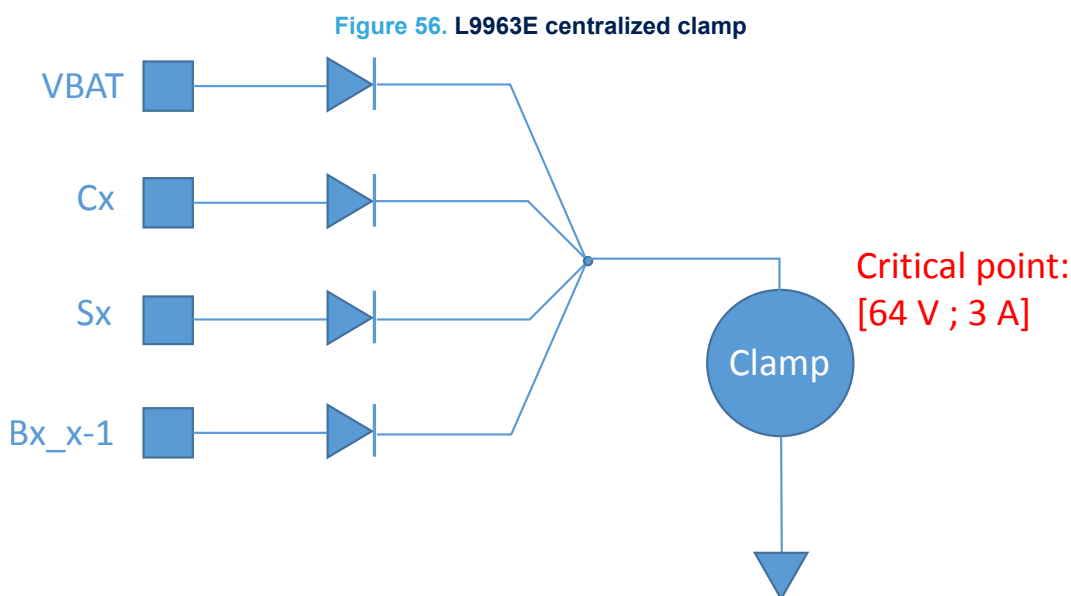 Figure 56. L9963E centralized clamp
VBAT
Cx
Sx
Bx_x-1
Critical point:
[64 V ; 3 A]
Clamp